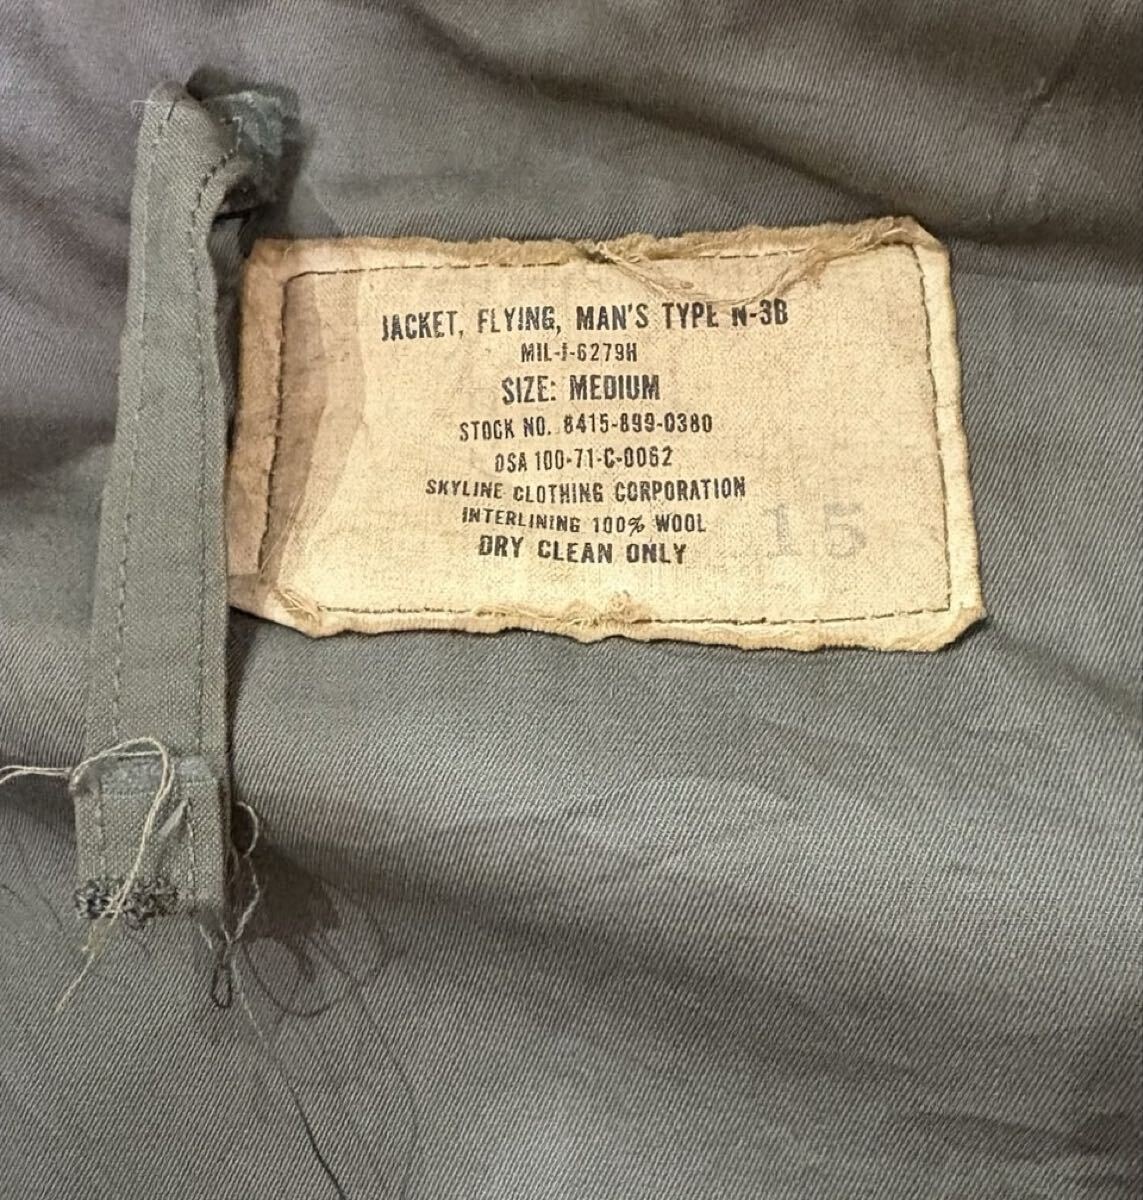 JACKET, FLYING, MAN'S TYPE N-3B
MIL-J-6279H
SIZE: MEDIUM
STOCK NO. 8415-899-0380
DSA 100-71-C-0062
SKYLINE CLOTHING CORPORATION
INTERLINING 100% WOOL
DRY CLEAN ONLY
15